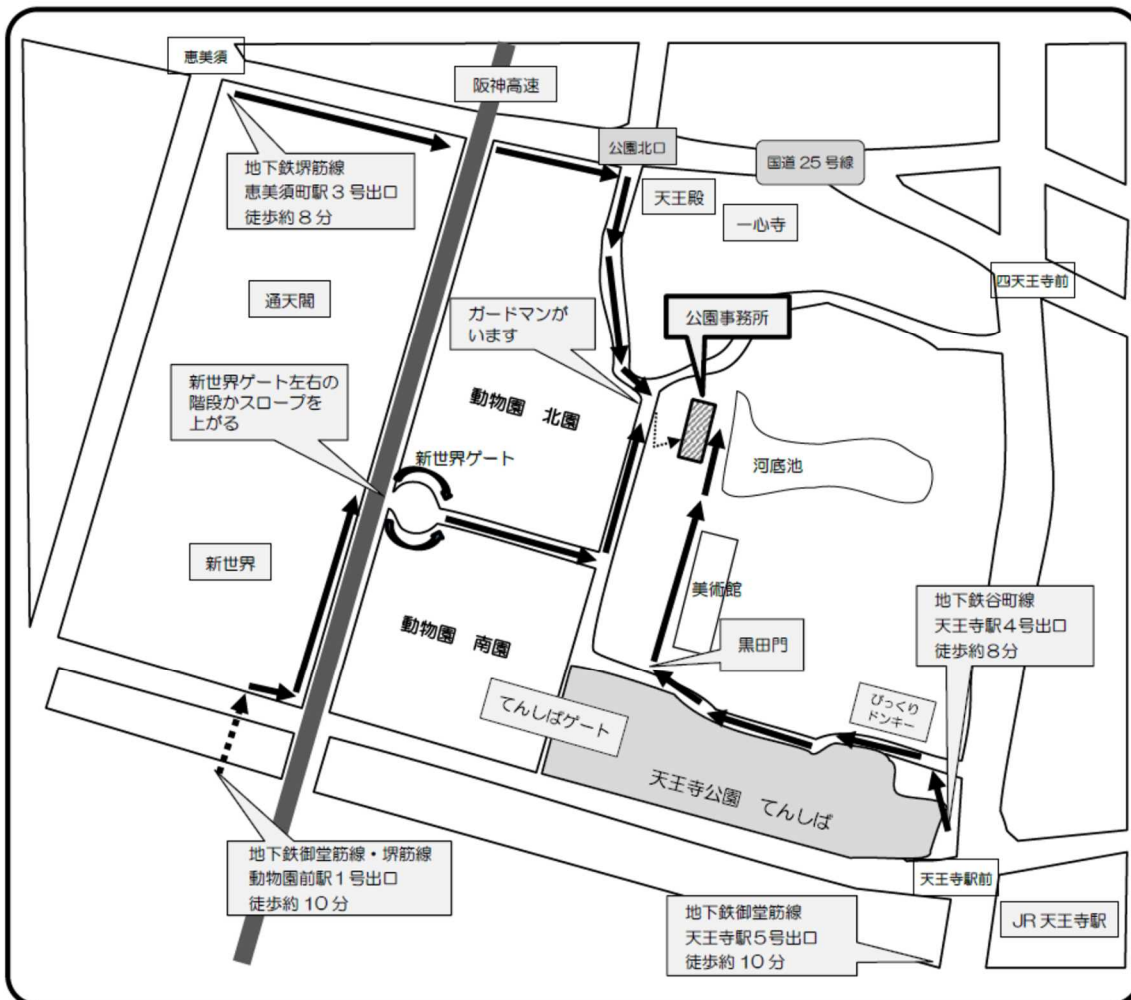 恵美須
阪神高速
公園北口
国道25号線
地下鉄堺筋線
恵美須町駅3号出口
徒歩約8分
天王殿
一心寺
四天王寺前
通天閣
ガードマンが
います
公園事務所
新世界ゲート左右の
階段かスロープを
上がる
動物園 北園
新世界ゲート
河底池
新世界
美術館
動物園 南園
黒田門
地下鉄谷町線
天王寺駅4号出口
徒歩約8分
てんしばゲート
びっくり
ドンキー
天王寺公園 てんしば
地下鉄御堂筋線・堺筋線
動物園前駅1号出口
徒歩約10分
天王寺駅前
地下鉄御堂筋線
天王寺駅5号出口
徒歩約10分
JR天王寺駅